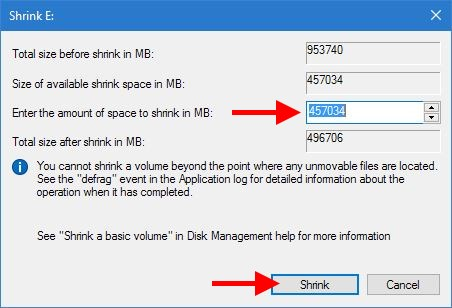 Shrink E:
Total size before shrink in MB: 953740
Size of available shrink space in MB: 457034
Enter the amount of space to shrink in MB: 457034
Total size after shrink in MB: 496706
You cannot shrink a volume beyond the point where any unmovable files are located.
See the "defrag" event in the Application log for detailed information about the
operation when it has completed.
See "Shrink a basic volume" in Disk Management help for more information
Shrink Cancel